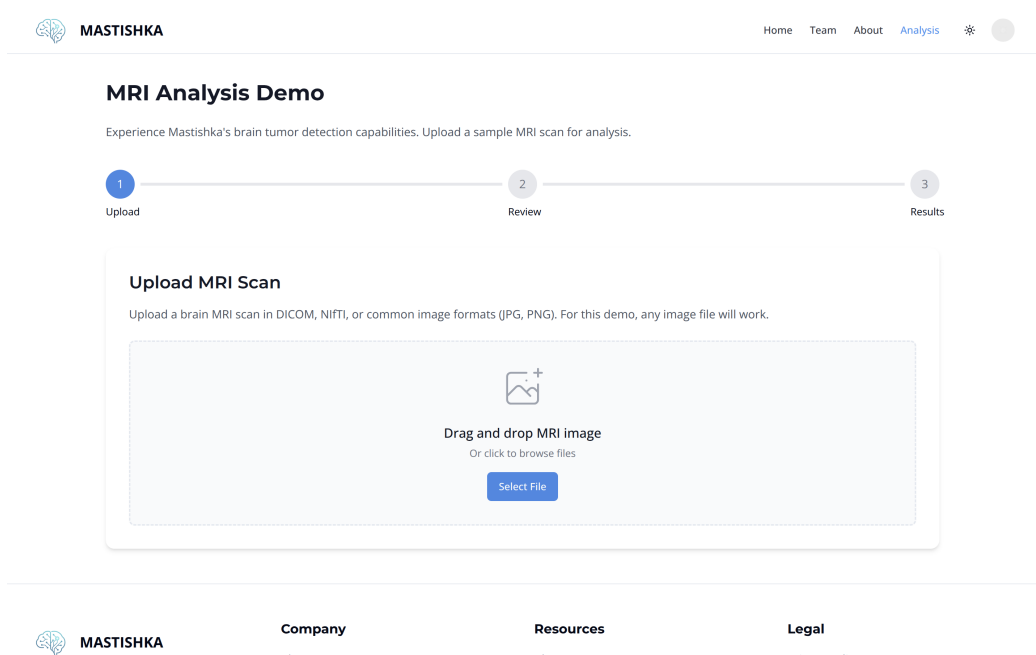 MASTISHKA
Home Team About Analysis
MRI Analysis Demo
Experience Mastishka's brain tumor detection capabilities. Upload a sample MRI scan for analysis.
1 2 3
Upload Review Results
Upload MRI Scan
Upload a brain MRI scan in DICOM, NIfTI, or common image formats (JPG, PNG). For this demo, any image file will work.
Drag and drop MRI image
Or click to browse files
Select File
MASTISHKA
Company Resources Legal